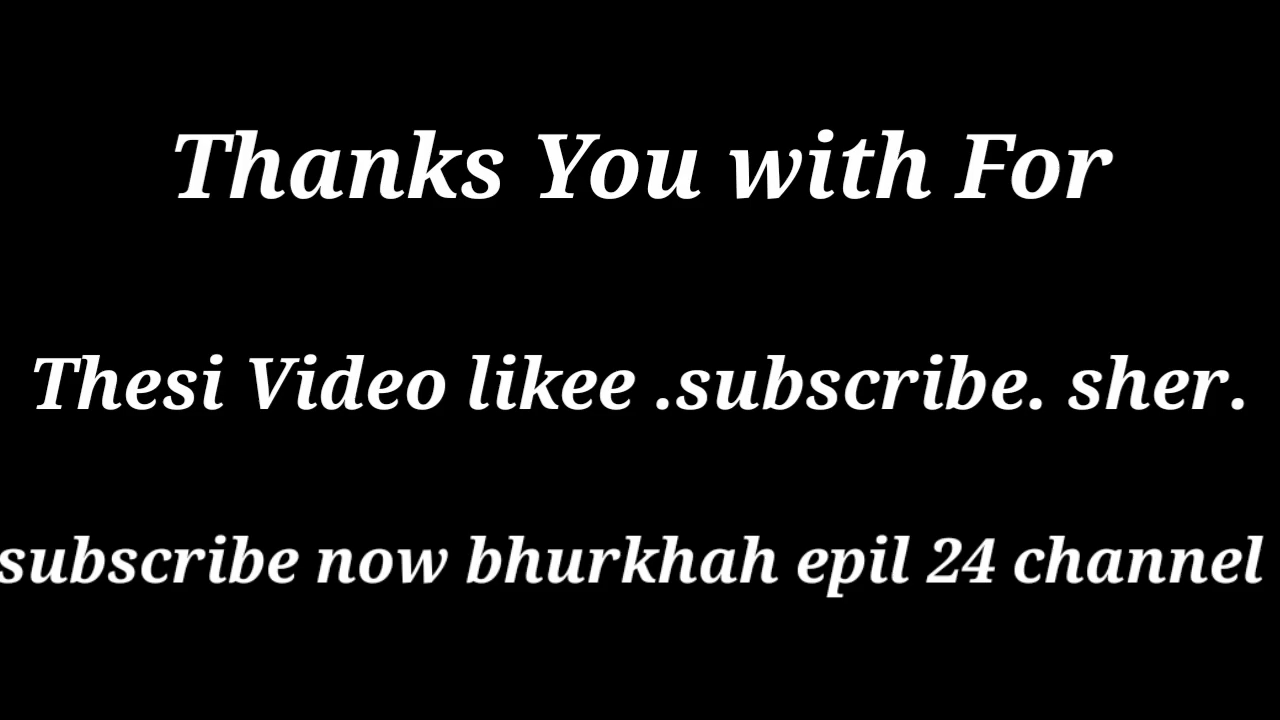 Thanks You with For
Thesi Video likee .subscribe. sher.
subscribe now bhurkhah epil 24 channel